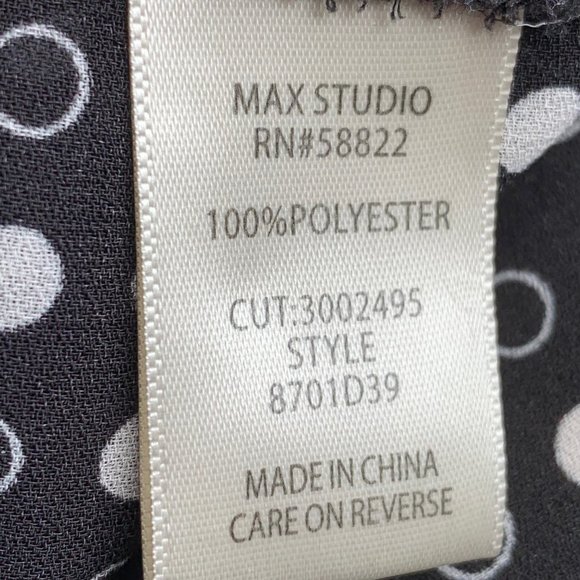 MAX STUDIO
RN#58822
100%POLYESTER
CUT:3002495
STYLE
8701D39
MADE IN CHINA
CARE ON REVERSE